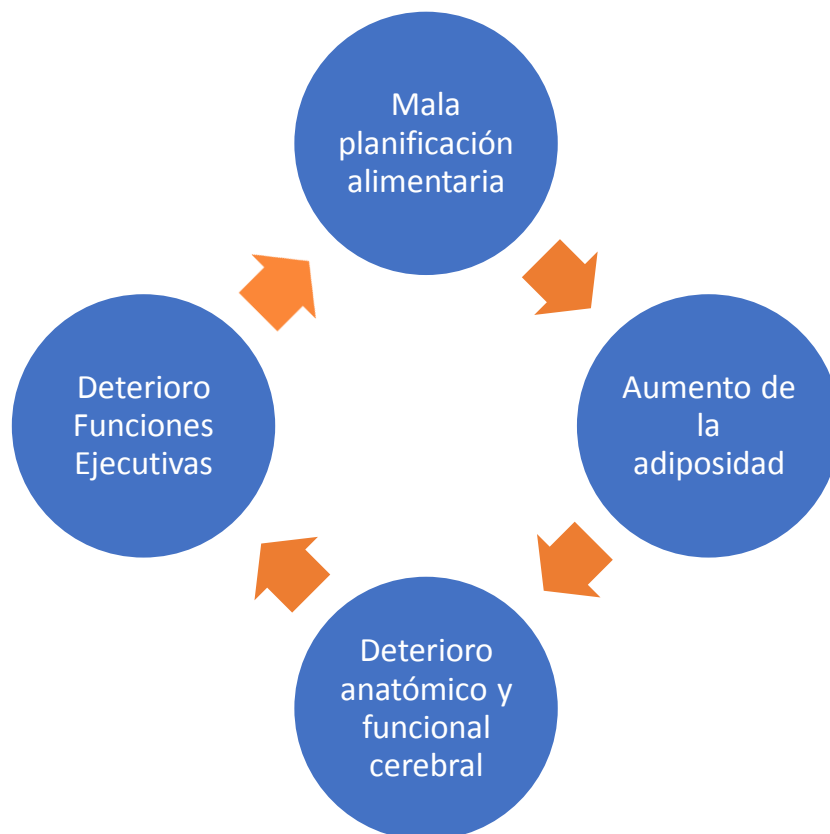 Mala
planificación
alimentaria
Deterioro
Funciones
Ejecutivas
Aumento de
la
adiposidad
Deterioro
anatómico y
funcional
cerebral